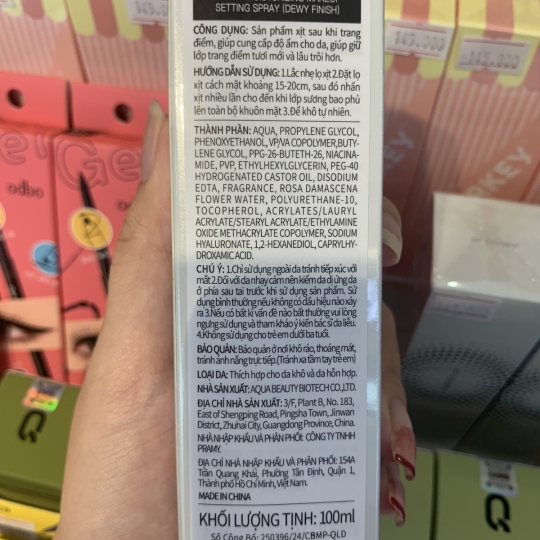 SETTING SPRAY (DEWY FINISH)
CÔNG DỤNG: Sản phẩm xịt sau khi trang
điểm, giúp cung cấp độ ẩm cho da, giúp giữ
lớp trang điểm tươi mới và lâu trôi hơn.
HƯỚNG DẪN SỬ DỤNG: 1.Lắc nhẹ lọ xịt 2.Đặt lọ
xịt cách mặt khoảng 15-20cm, sau đó nhấn
xịt nhiều lần cho đến khi lớp sương bao phủ
lên toàn bộ khuôn mặt 3.Để khô tự nhiên.
THÀNH PHẦN: AQUA, PROPYLENE GLYCOL,
PHENOXYETHANOL, VP/VA COPOLYMER,BUTY-
LENE GLYCOL, PPG-26-BUTETH-26, NIACINA-
MIDE, PVP, ETHYLHEXYLGLYCERIN, PEG-40
HYDROGENATED CASTOR OIL, DISODIUM
EDTA, FRAGRANCE, ROSA DAMASCENA
FLOWER WATER, POLYURETHANE-10,
TOCOPHEROL, ACRYLATES/LAURYL
ACRYLATE/STEARYL ACRYLATE/ETHYLAMINE
OXIDE METHACRYLATE COPOLYMER, SODIUM
HYALURONATE, 1,2-HEXANEDIOL, CAPRYLHY-
DROXAMIC ACID.
CHÚ Ý: 1.Chỉ sử dụng ngoài da tránh tiếp xúc với
mắt 2.Đối với da nhạy cảm nên kiểm da dị ứng da
ở phía sau tai trước khi sử dụng sản phẩm. Sử
dụng bình thường nếu không có dấu hiệu nào xảy
ra 3.Nếu có bất kì vấn đề nào bất thường vui lòng
ngưng sử dụng và tham khảo ý kiến bác sĩ da liễu.
4.Không sử dụng cho trẻ em dưới ba tuổi.
BẢO QUẢN: Bảo quản ở nơi khô ráo, thoáng mát,
tránh ánh nắng trực tiếp.(Tránh xa tầm tay trẻ em)
LOẠI DA: Thích hợp cho da khô và da hỗn hợp.
NHÀ SẢN XUẤT: AQUA BEAUTY BIOTECH CO.,LTD.
ĐỊA CHỈ NHÀ SẢN XUẤT: 3/F, Plant B, No. 183,
East of Shengping Road, Pingsha Town, Jinwan
District, Zhuhai City, Guangdong Province, China.
NHÀ NHẬP KHẨU VÀ PHÂN PHỐI: CÔNG TY TNHH
PRAMY.
ĐỊA CHỈ NHÀ NHẬP KHẨU VÀ PHÂN PHỐI: 154A
Trần Quang Khải, Phường Tân Định, Quận 1,
Thành phố Hồ Chí Minh, Việt Nam.
MADE IN CHINA
KHỐI LƯỢNG TỊNH: 100ml
Số Công Bố: 250396/24/CBMP-QLD
odbo
145.000